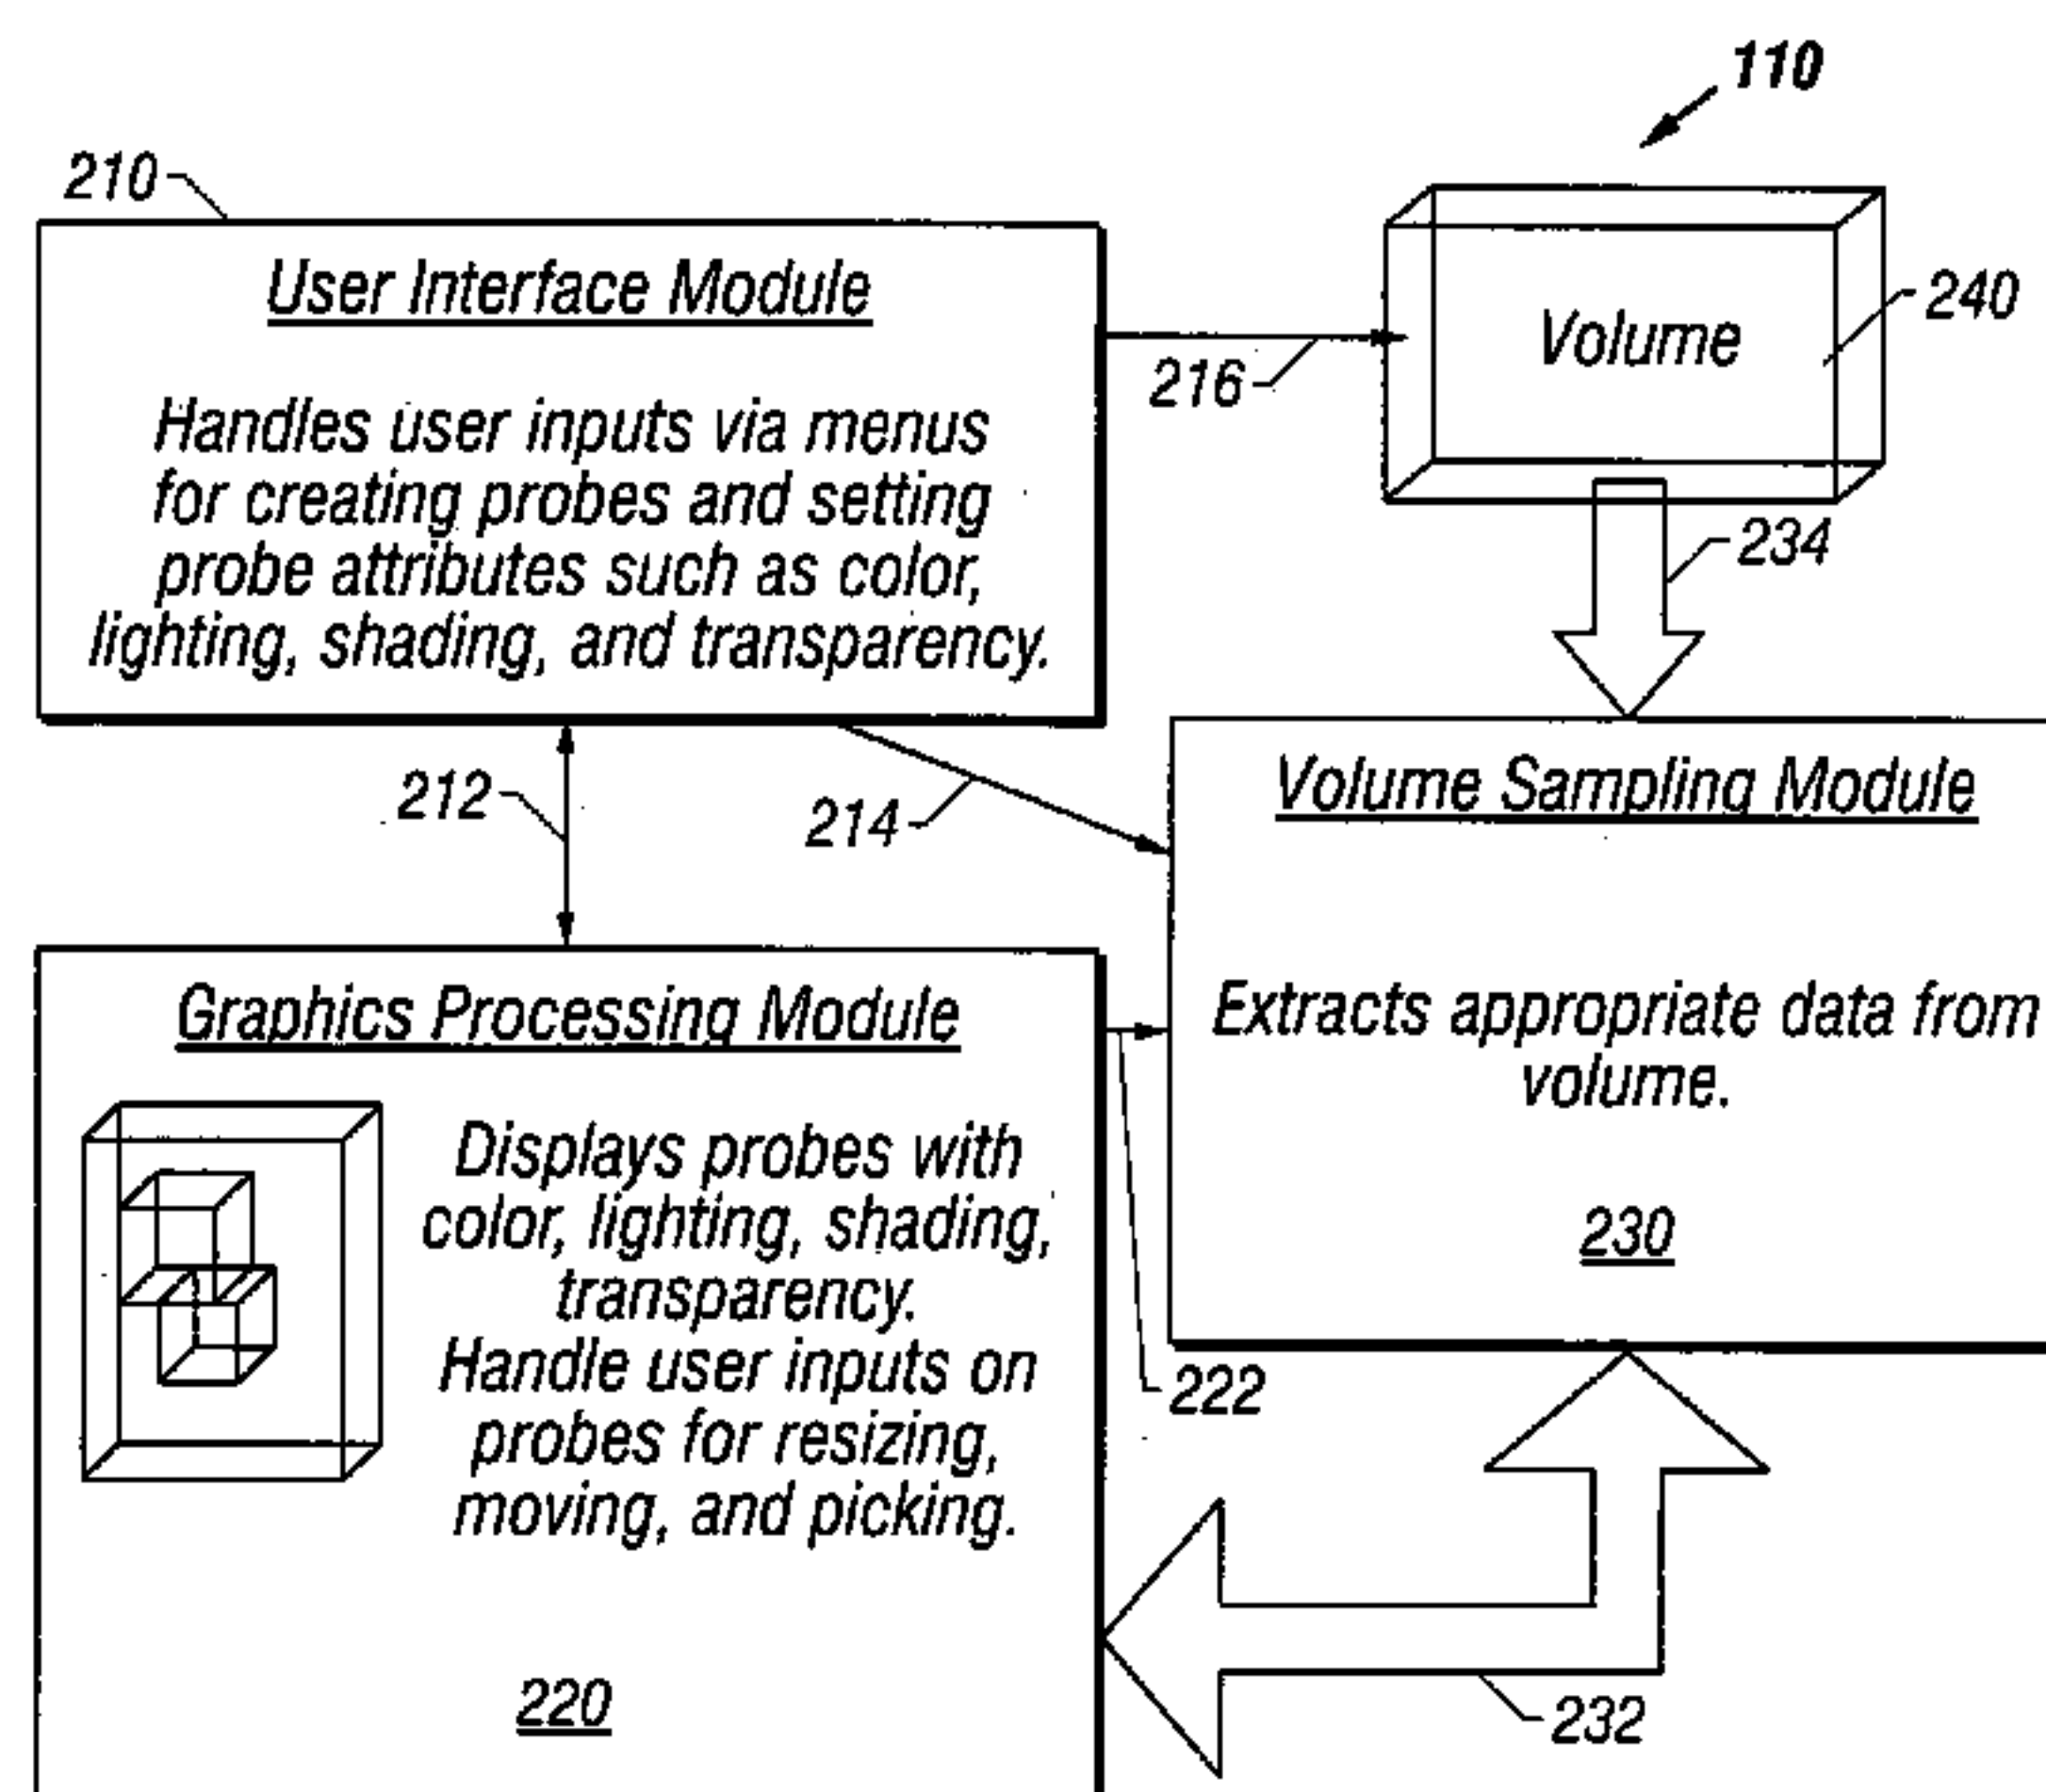 110
210
User Interface Module
Handles user inputs via menus
for creating probes and setting
probe attributes such as color,
lighting, shading, and transparency.
216
Volume
240
234
212
214
Volume Sampling Module
Extracts appropriate data from
volume.
230
Graphics Processing Module
Displays probes with
color, lighting, shading,
transparency.
Handle user inputs on
probes for resizing,
moving, and picking.
220
222
232